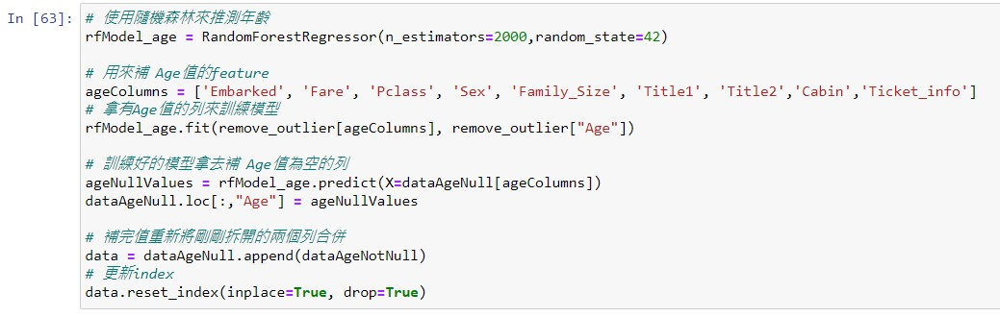 In [63]: # 使用隨機森林來推測年齡
rfModel_age = RandomForestRegressor(n_estimators=2000,random_state=42)
# 用來補 Age值的feature
ageColumns = ['Embarked', 'Fare', 'Pclass', 'Sex', 'Family_Size', 'Title1', 'Title2','Cabin','Ticket_info']
# 拿有Age值的列來訓練模型
rfModel_age.fit(remove_outlier[ageColumns], remove_outlier["Age"])
# 訓練好的模型拿去補 Age值為空的列
ageNullValues = rfModel_age.predict(X=dataAgeNull[ageColumns])
dataAgeNull.loc[:,"Age"] = ageNullValues
# 補完值重新將剛剛拆開的兩個列合併
data = dataAgeNull.append(dataAgeNotNull)
# 更新index
data.reset_index(inplace=True, drop=True)